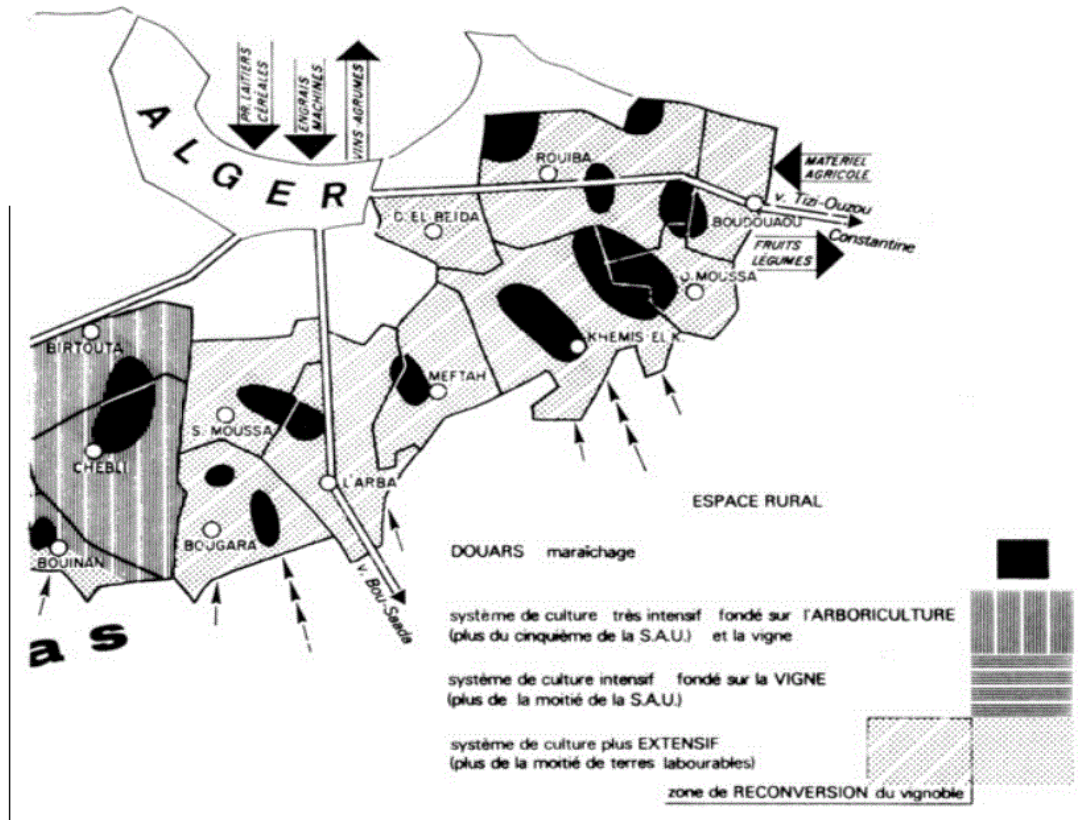 PR. LAITIERS
CÉRÉALES
ENGRAIS
MACHINES
VINS-AGRUMES
ALGER
ROUIBA
MATERIEL
AGRICOLE
D. EL BEIDA
v. Tizi-Ouzou
BOUDOUAOU
Constantine
FRUITS
LÉGUMES
O. MOUSSA
BIRTOUTA
KHEMIS EL K.
MEFTAH
S. MOUSSA
CHEBLI
L'ARBA
BOUGARA
BOUINAN
v. Bou-Saada
as
ESPACE RURAL
DOUARS maraîchage
système de culture très intensif fondé sur l'ARBORICULTURE
(plus du cinquième de la S.A.U.) et la vigne
système de culture intensif fondé sur la VIGNE
(plus de la moitié de la S.A.U.)
système de culture plus EXTENSIF
(plus de la moitié de terres labourables)
zone de RECONVERSION du vignoble